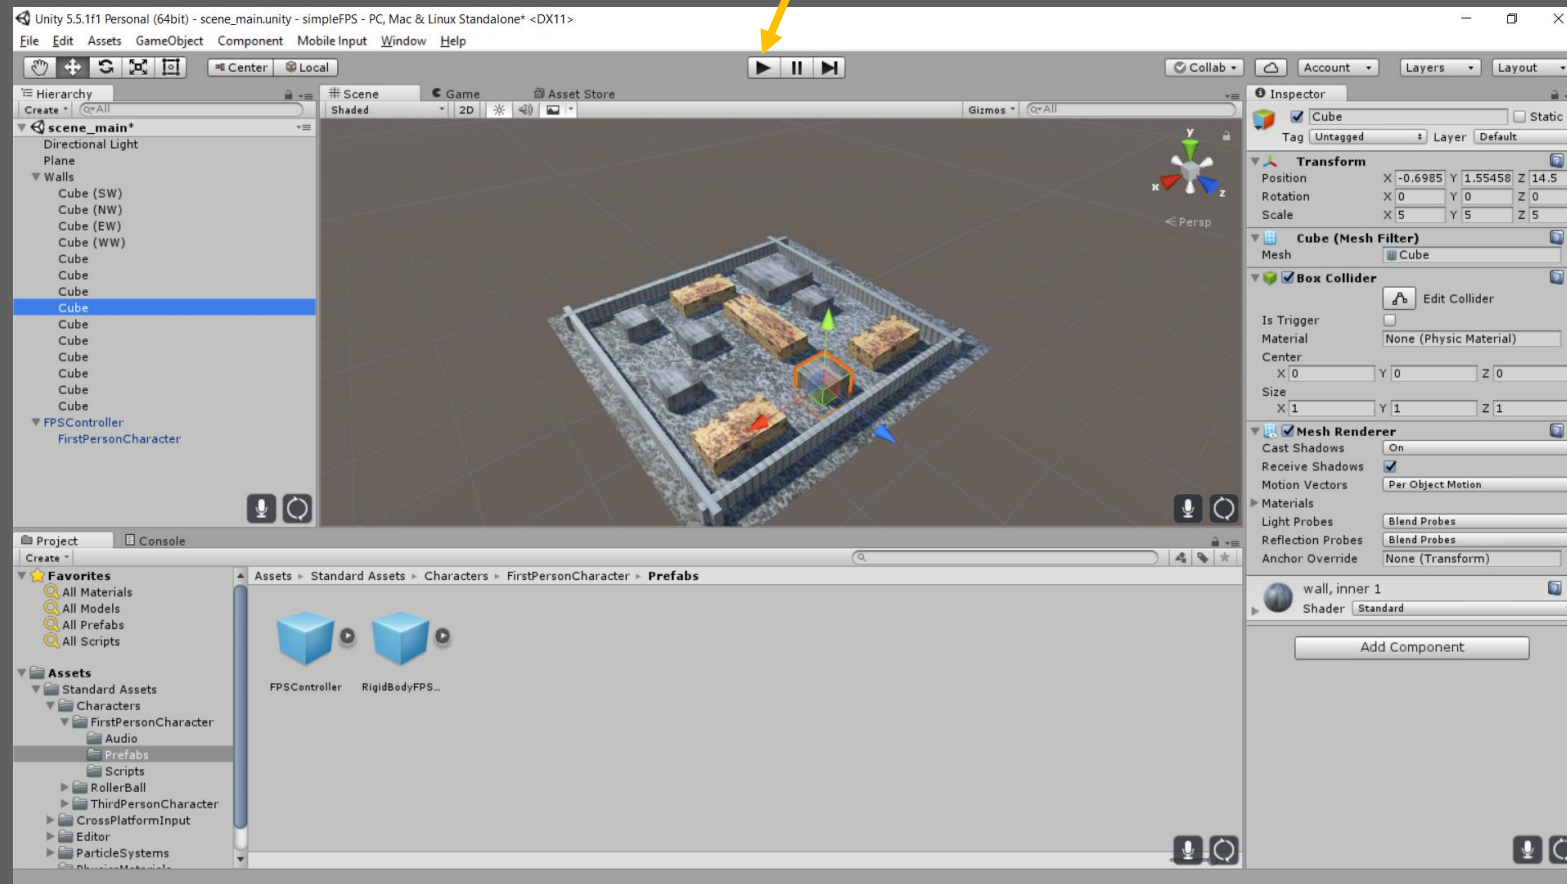 Unity 5.5.1f1 Personal (64bit) - scene_main.unity - simpleFPS - PC, Mac & Linux Standalone* <DX11>
File Edit Assets GameObject Component Mobile Input Window Help
Center Local Collab Account Layers Layout
Hierarchy
Create All
scene_main*
Directional Light
Plane
Walls
Cube (SW)
Cube (NW)
Cube (EW)
Cube (WW)
Cube
Cube
Cube
Cube
Cube
Cube
Cube
Cube
Cube
Cube
FPSController
FirstPersonCharacter
Scene Game Asset Store
Shaded 2D Gizmos All
y
x
z
Persp
Inspector
Cube Static
Tag Untagged Layer Default
Transform
Position X -0.6985 Y 1.55458 Z 14.5
Rotation X 0 Y 0 Z 0
Scale X 5 Y 5 Z 5
Cube (Mesh Filter)
Mesh Cube
Box Collider
Edit Collider
Is Trigger
Material None (Physic Material)
Center
X 0 Y 0 Z 0
Size
X 1 Y 1 Z 1
Mesh Renderer
Cast Shadows On
Receive Shadows
Motion Vectors Per Object Motion
Materials
Light Probes Blend Probes
Reflection Probes Blend Probes
Anchor Override None (Transform)
wall, inner 1
Shader Standard
Add Component
Project Console
Create
Favorites
All Materials
All Models
All Prefabs
All Scripts
Assets
Standard Assets
Characters
FirstPersonCharacter
Audio
Prefabs
Scripts
RollerBall
ThirdPersonCharacter
CrossPlatformInput
Editor
ParticleSystems
Assets Standard Assets Characters FirstPersonCharacter Prefabs
FPSController RigidBodyFPS...